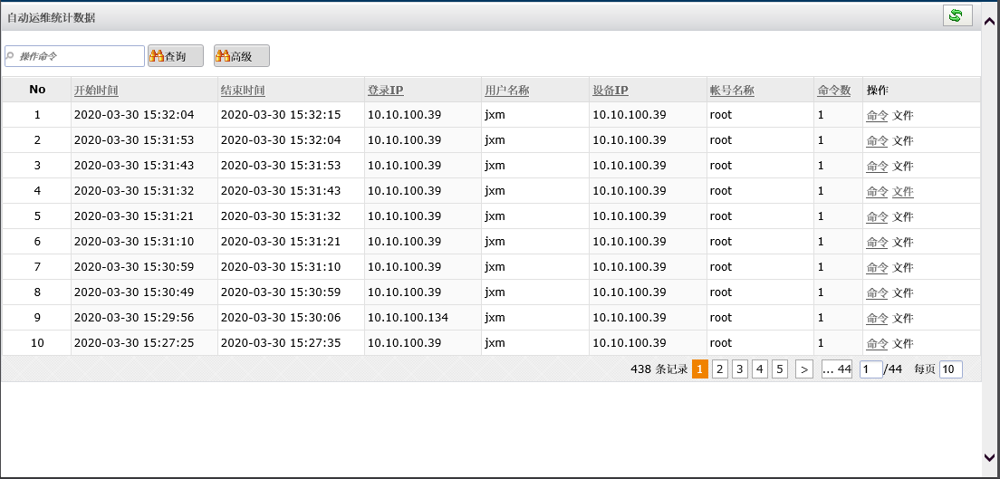 自动运维统计数据
操作命令 查询 高级
No 开始时间 结束时间 登录IP 用户名称 设备IP 帐号名称 命令数 操作
1 2020-03-30 15:32:04 2020-03-30 15:32:15 10.10.100.39 jxm 10.10.100.39 root 1 命令 文件
2 2020-03-30 15:31:53 2020-03-30 15:32:04 10.10.100.39 jxm 10.10.100.39 root 1 命令 文件
3 2020-03-30 15:31:43 2020-03-30 15:31:53 10.10.100.39 jxm 10.10.100.39 root 1 命令 文件
4 2020-03-30 15:31:32 2020-03-30 15:31:43 10.10.100.39 jxm 10.10.100.39 root 1 命令 文件
5 2020-03-30 15:31:21 2020-03-30 15:31:32 10.10.100.39 jxm 10.10.100.39 root 1 命令 文件
6 2020-03-30 15:31:10 2020-03-30 15:31:21 10.10.100.39 jxm 10.10.100.39 root 1 命令 文件
7 2020-03-30 15:30:59 2020-03-30 15:31:10 10.10.100.39 jxm 10.10.100.39 root 1 命令 文件
8 2020-03-30 15:30:49 2020-03-30 15:30:59 10.10.100.39 jxm 10.10.100.39 root 1 命令 文件
9 2020-03-30 15:29:56 2020-03-30 15:30:06 10.10.100.134 jxm 10.10.100.39 root 1 命令 文件
10 2020-03-30 15:27:25 2020-03-30 15:27:35 10.10.100.39 jxm 10.10.100.39 root 1 命令 文件
438 条记录 1 2 3 4 5 > ... 44 1 /44 每页 10